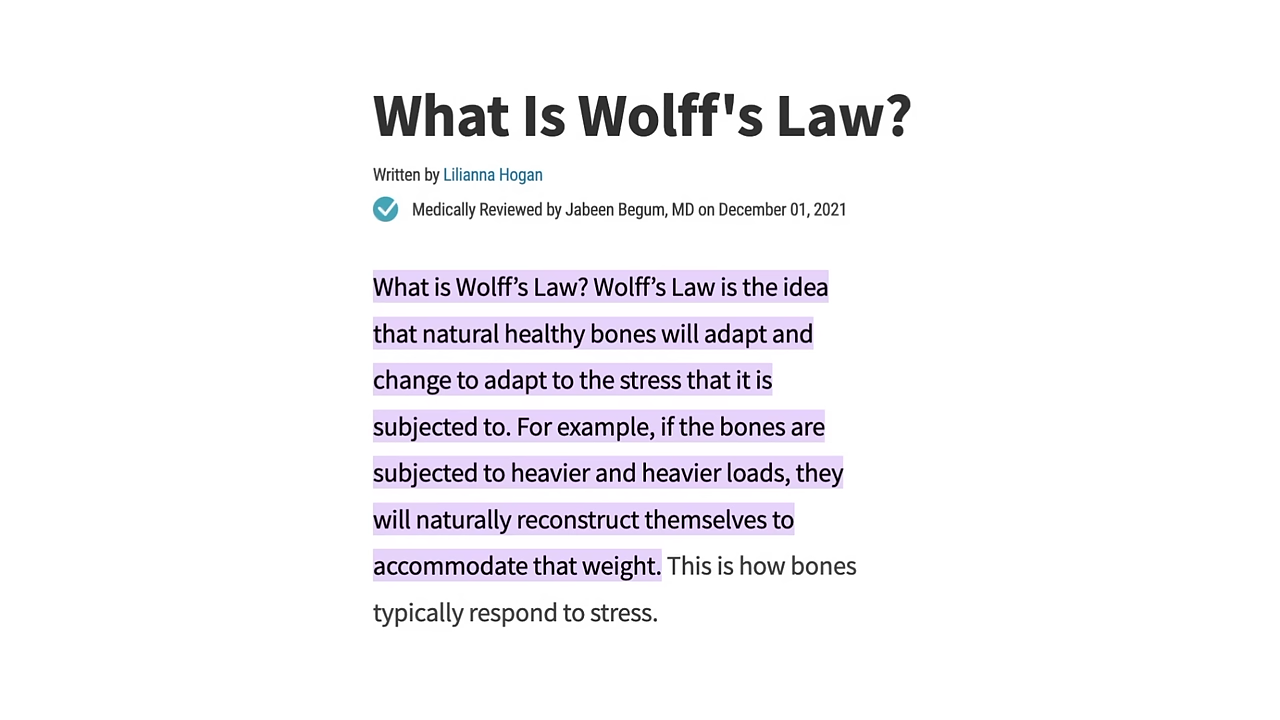 What Is Wolff's Law?
Written by Lilianna Hogan
Medically Reviewed by Jabeen Begum, MD on December 01, 2021
What is Wolff’s Law? Wolff’s Law is the idea
that natural healthy bones will adapt and
change to adapt to the stress that it is
subjected to. For example, if the bones are
subjected to heavier and heavier loads, they
will naturally reconstruct themselves to
accommodate that weight. This is how bones
typically respond to stress.